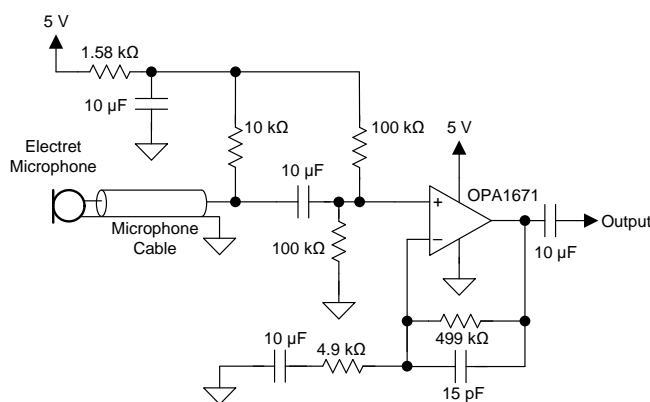 5 V
1.58 kΩ
10 µF
10 kΩ
100 kΩ
5 V
Electret
Microphone
10 µF
OPA1671
+
−
Output
Microphone
Cable
100 kΩ
10 µF
499 kΩ
10 µF
4.9 kΩ
15 pF